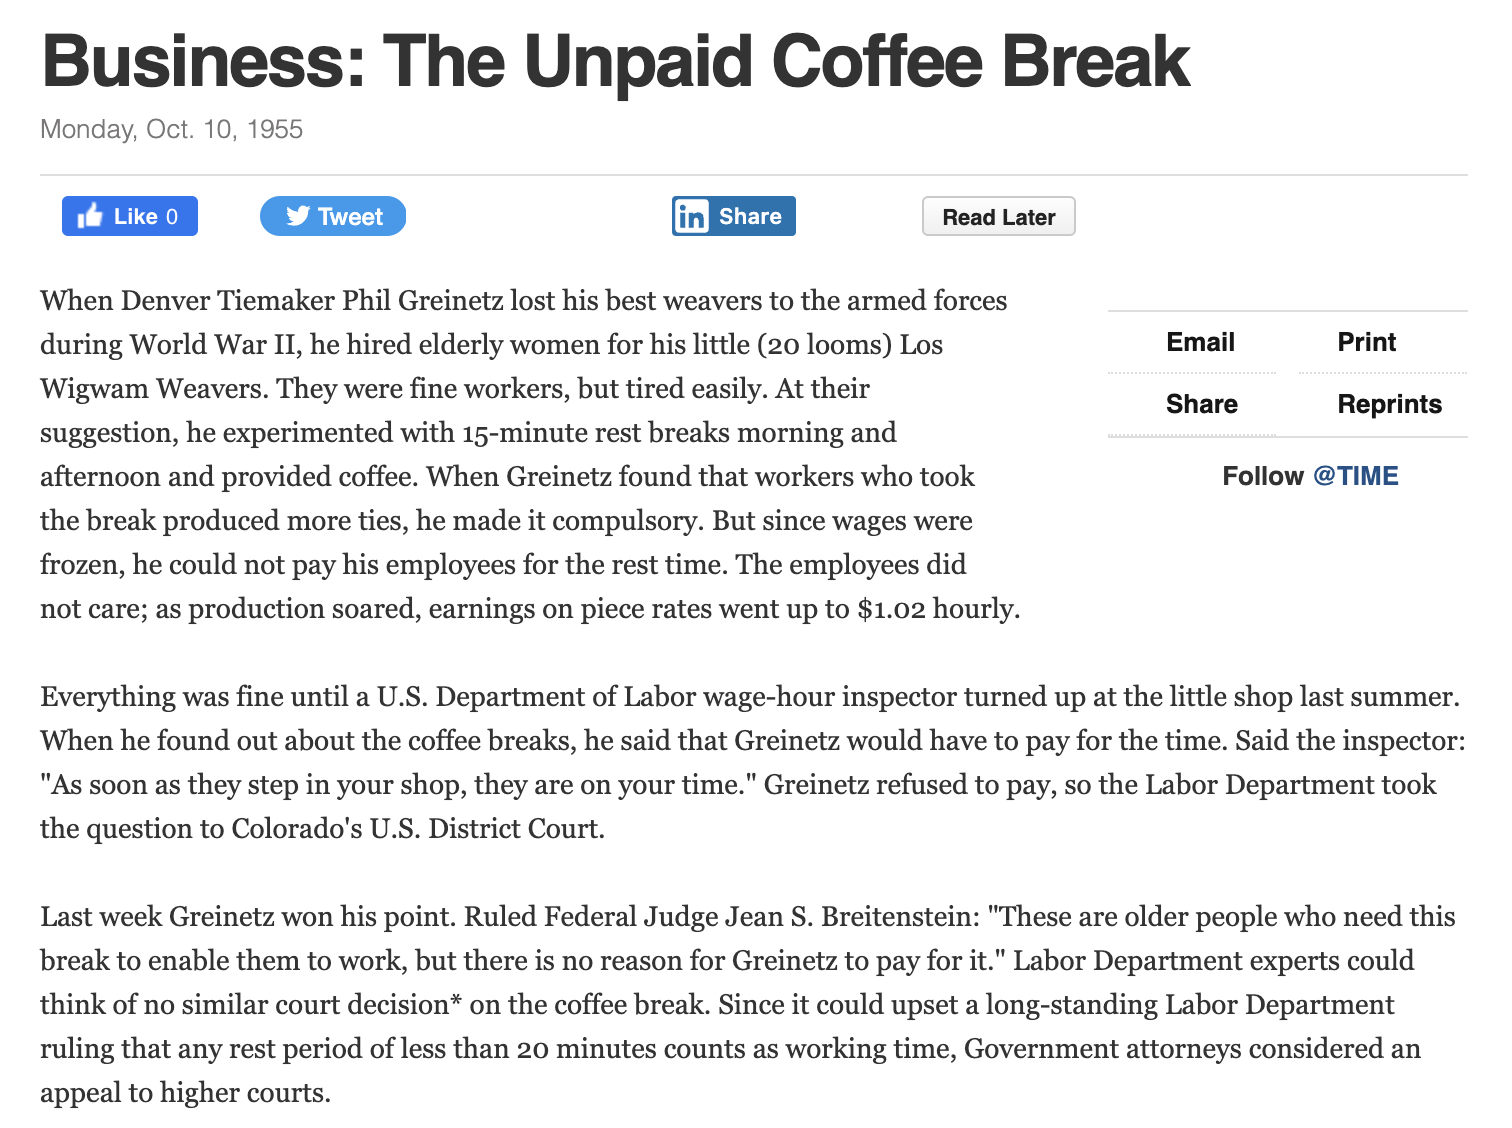 Business: The Unpaid Coffee Break
Monday, Oct. 10, 1955
Like 0
Tweet
in Share
Read Later
When Denver Tiemaker Phil Greinetz lost his best weavers to the armed forces
during World War II, he hired elderly women for his little (20 looms) Los
Wigwam Weavers. They were fine workers, but tired easily. At their
suggestion, he experimented with 15-minute rest breaks morning and
afternoon and provided coffee. When Greinetz found that workers who took
the break produced more ties, he made it compulsory. But since wages were
frozen, he could not pay his employees for the rest time. The employees did
not care; as production soared, earnings on piece rates went up to $1.02 hourly.
Email
Print
Share
Reprints
Follow @TIME
Everything was fine until a U.S. Department of Labor wage-hour inspector turned up at the little shop last summer.
When he found out about the coffee breaks, he said that Greinetz would have to pay for the time. Said the inspector:
"As soon as they step in your shop, they are on your time." Greinetz refused to pay, so the Labor Department took
the question to Colorado's U.S. District Court.
Last week Greinetz won his point. Ruled Federal Judge Jean S. Breitenstein: "These are older people who need this
break to enable them to work, but there is no reason for Greinetz to pay for it." Labor Department experts could
think of no similar court decision* on the coffee break. Since it could upset a long-standing Labor Department
ruling that any rest period of less than 20 minutes counts as working time, Government attorneys considered an
appeal to higher courts.